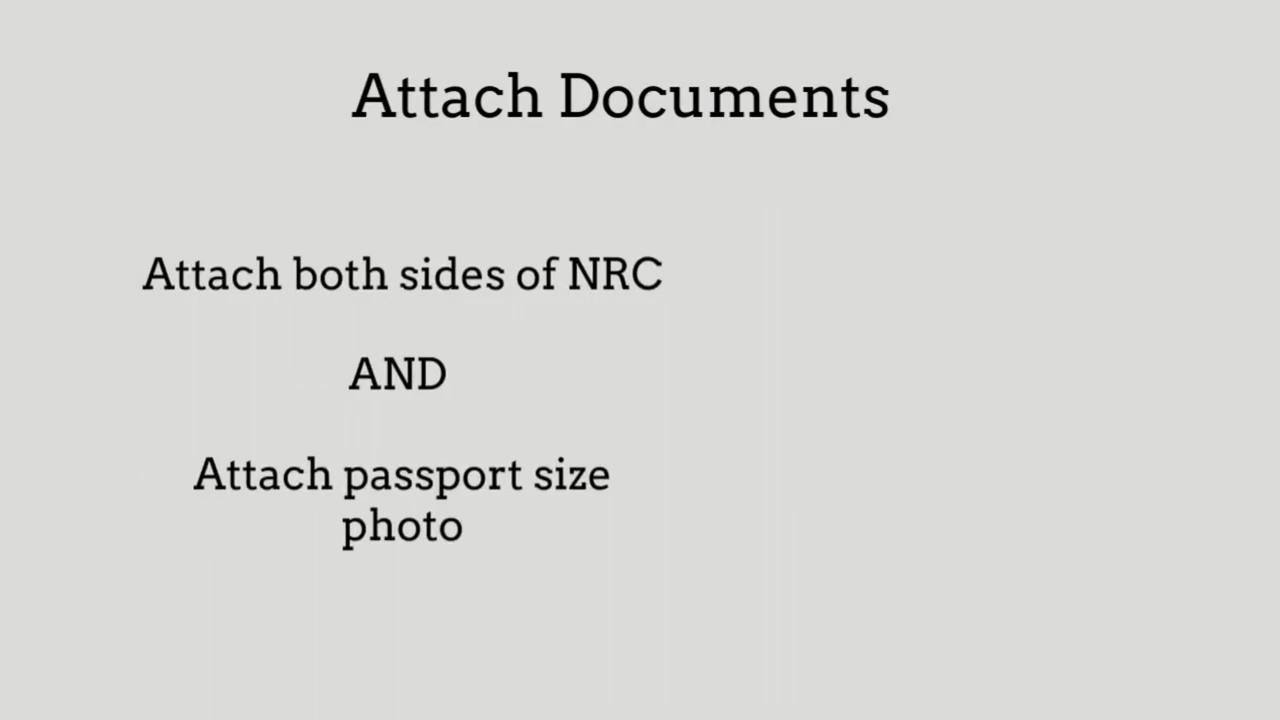 Attach Documents
Attach both sides of NRC
AND
Attach passport size
photo